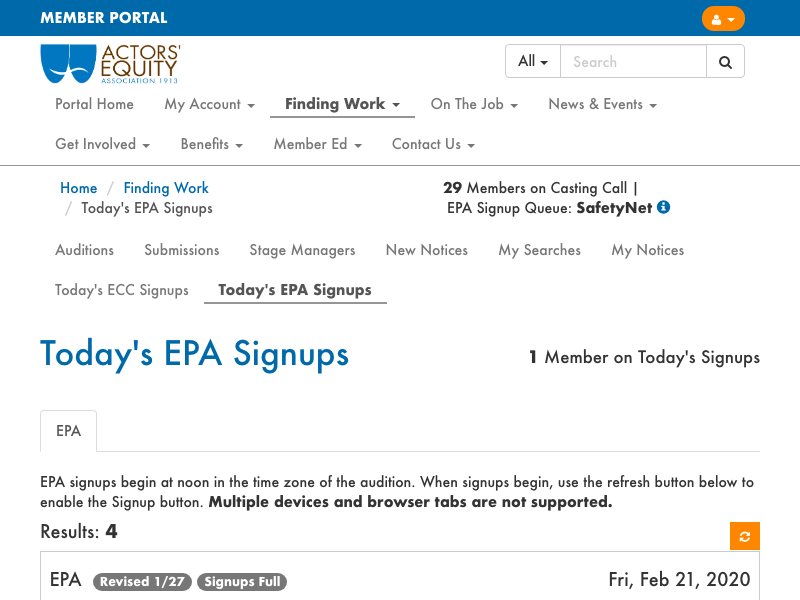 MEMBER PORTAL
ACTORS'
EQUITY
ASSOCIATION 1913
All
Search
Portal Home
My Account
Finding Work
On The Job
News & Events
Get Involved
Benefits
Member Ed
Contact Us
Home / Finding Work
/ Today's EPA Signups
29 Members on Casting Call |
EPA Signup Queue: SafetyNet
Auditions
Submissions
Stage Managers
New Notices
My Searches
My Notices
Today's ECC Signups
Today's EPA Signups
Today's EPA Signups
1 Member on Today's Signups
EPA
EPA signups begin at noon in the time zone of the audition. When signups begin, use the refresh button below to
enable the Signup button. Multiple devices and browser tabs are not supported.
Results: 4
EPA Revised 1/27 Signups Full
Fri, Feb 21, 2020